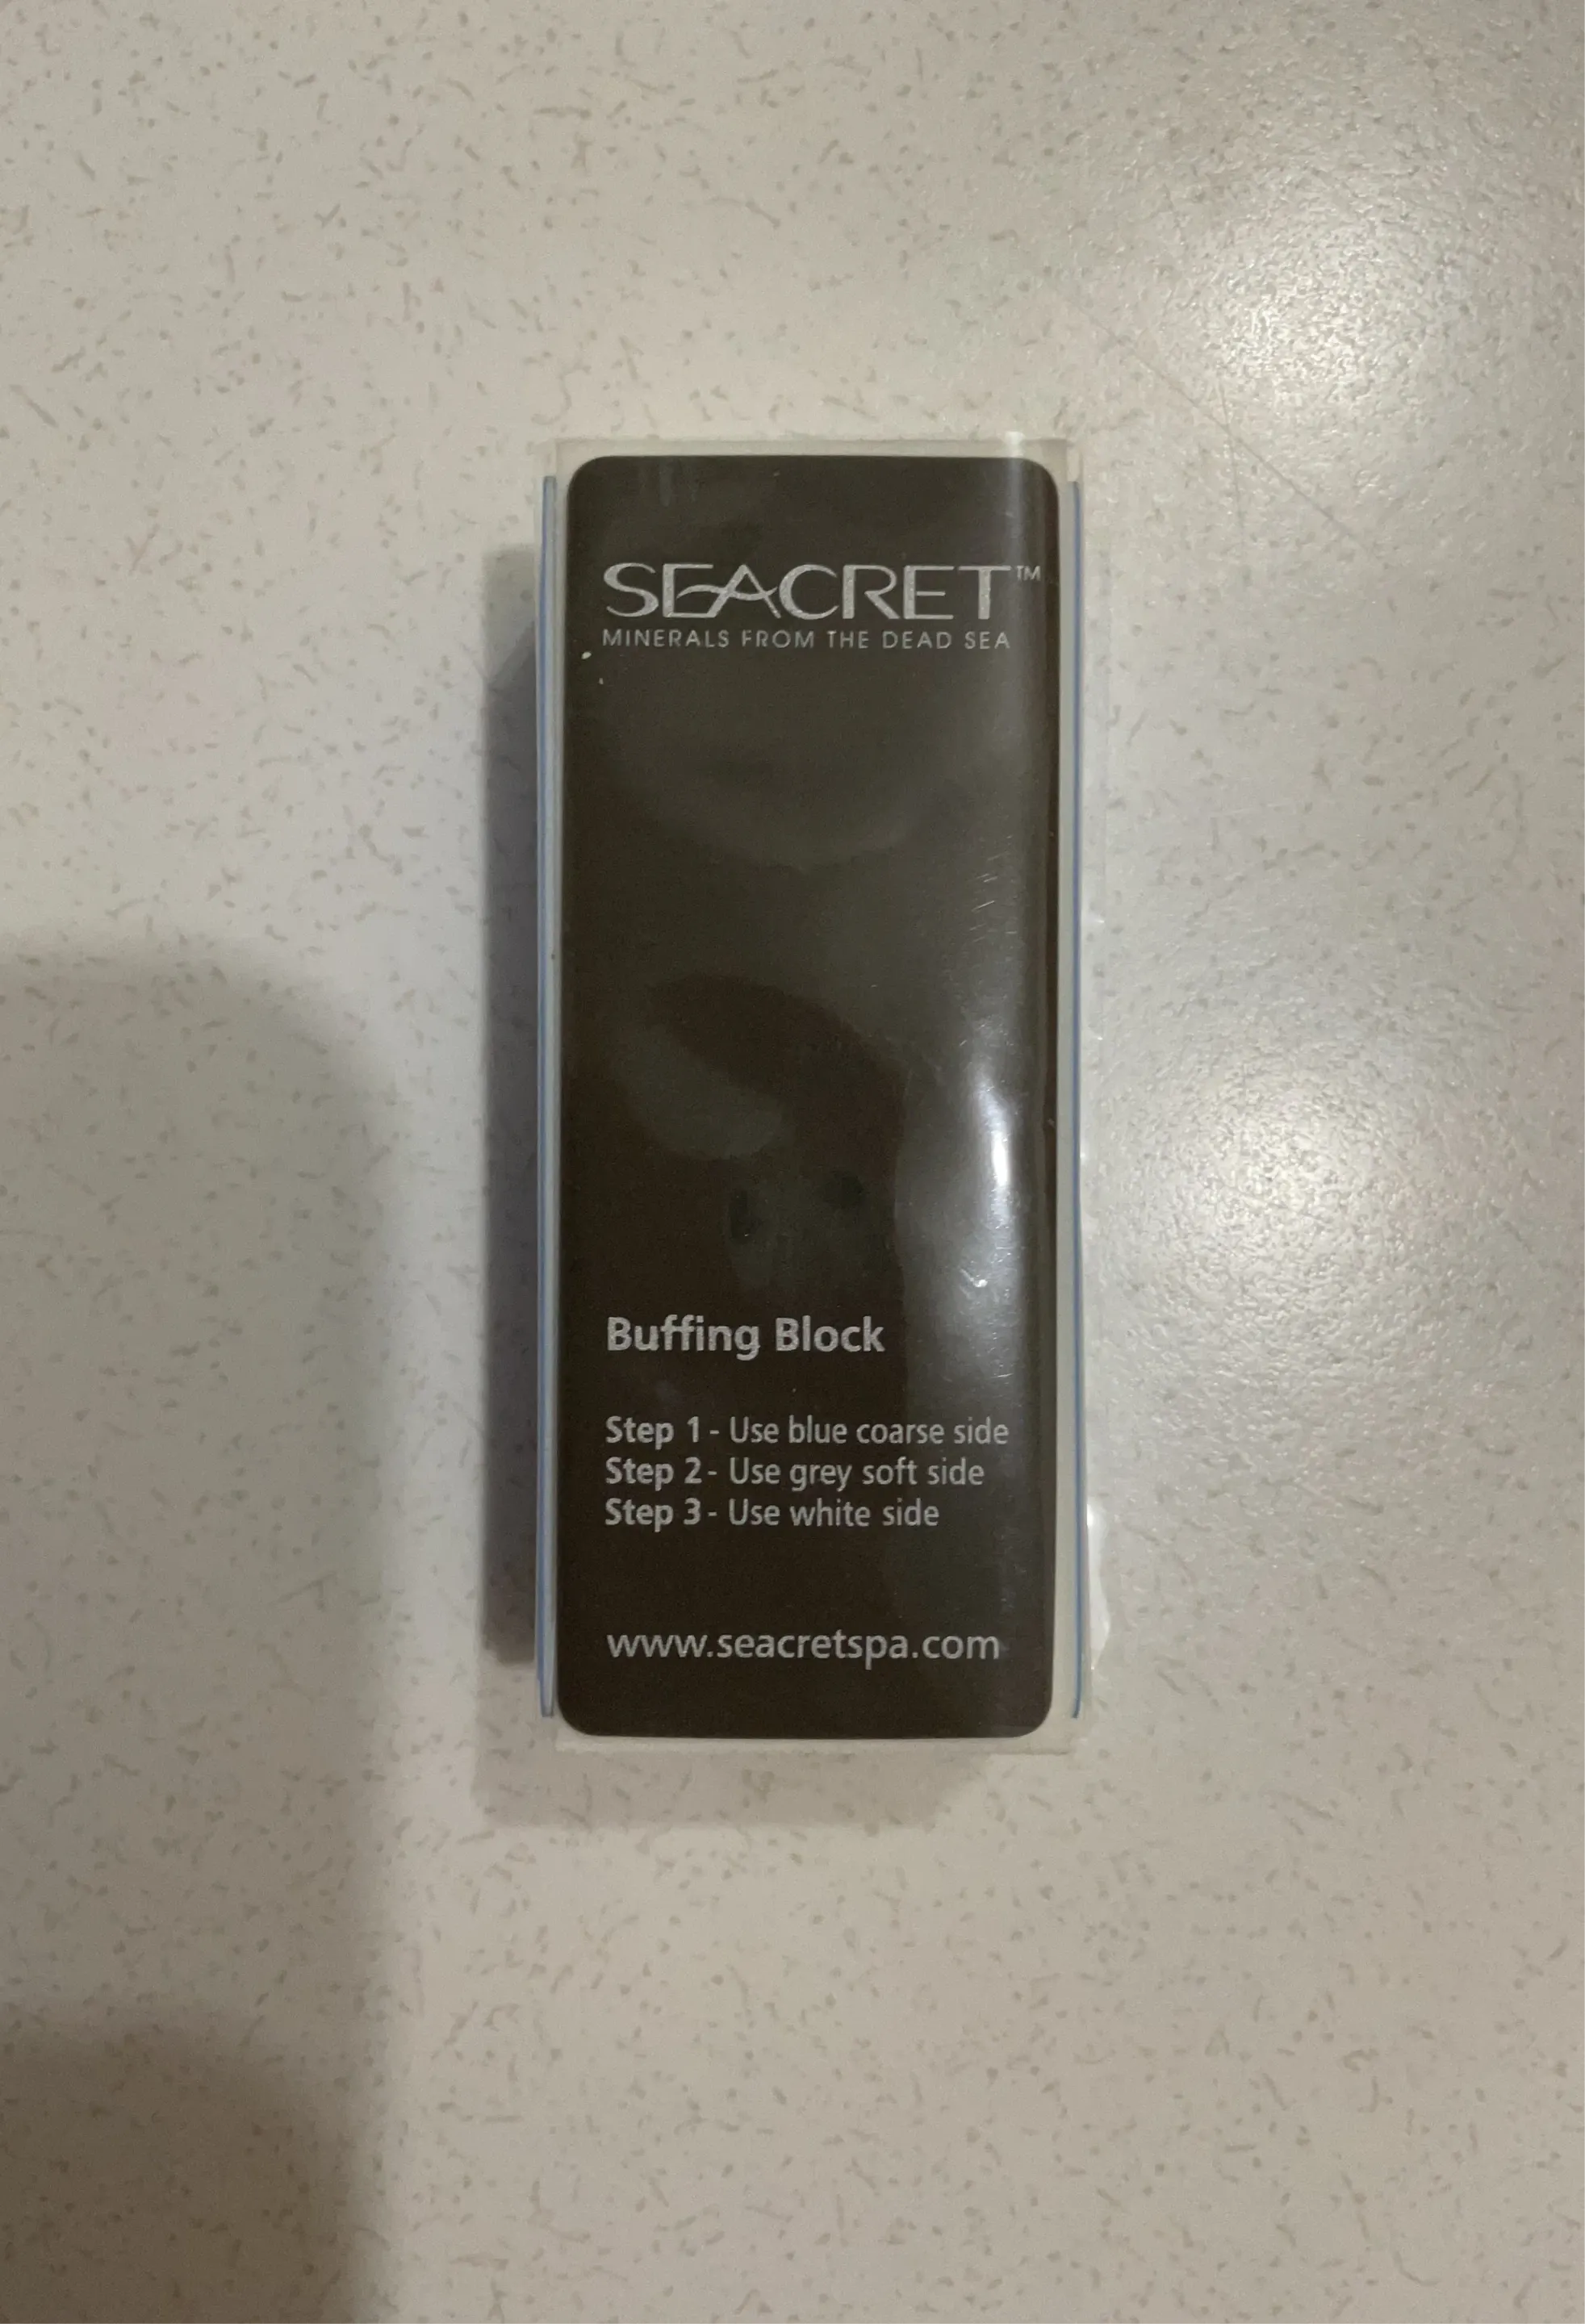 SEACRET™
MINERALS FROM THE DEAD SEA
Buffing Block
Step 1 - Use blue coarse side
Step 2 - Use grey soft side
Step 3 - Use white side
www.seacretspa.com